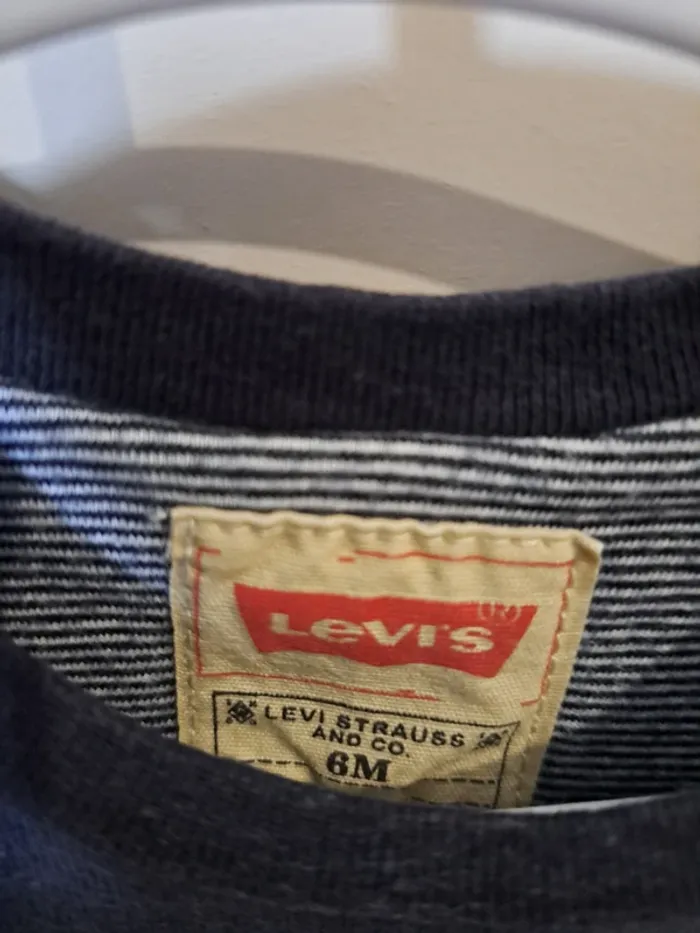 Levi's (R)
LEVI STRAUSS
AND CO.
6M